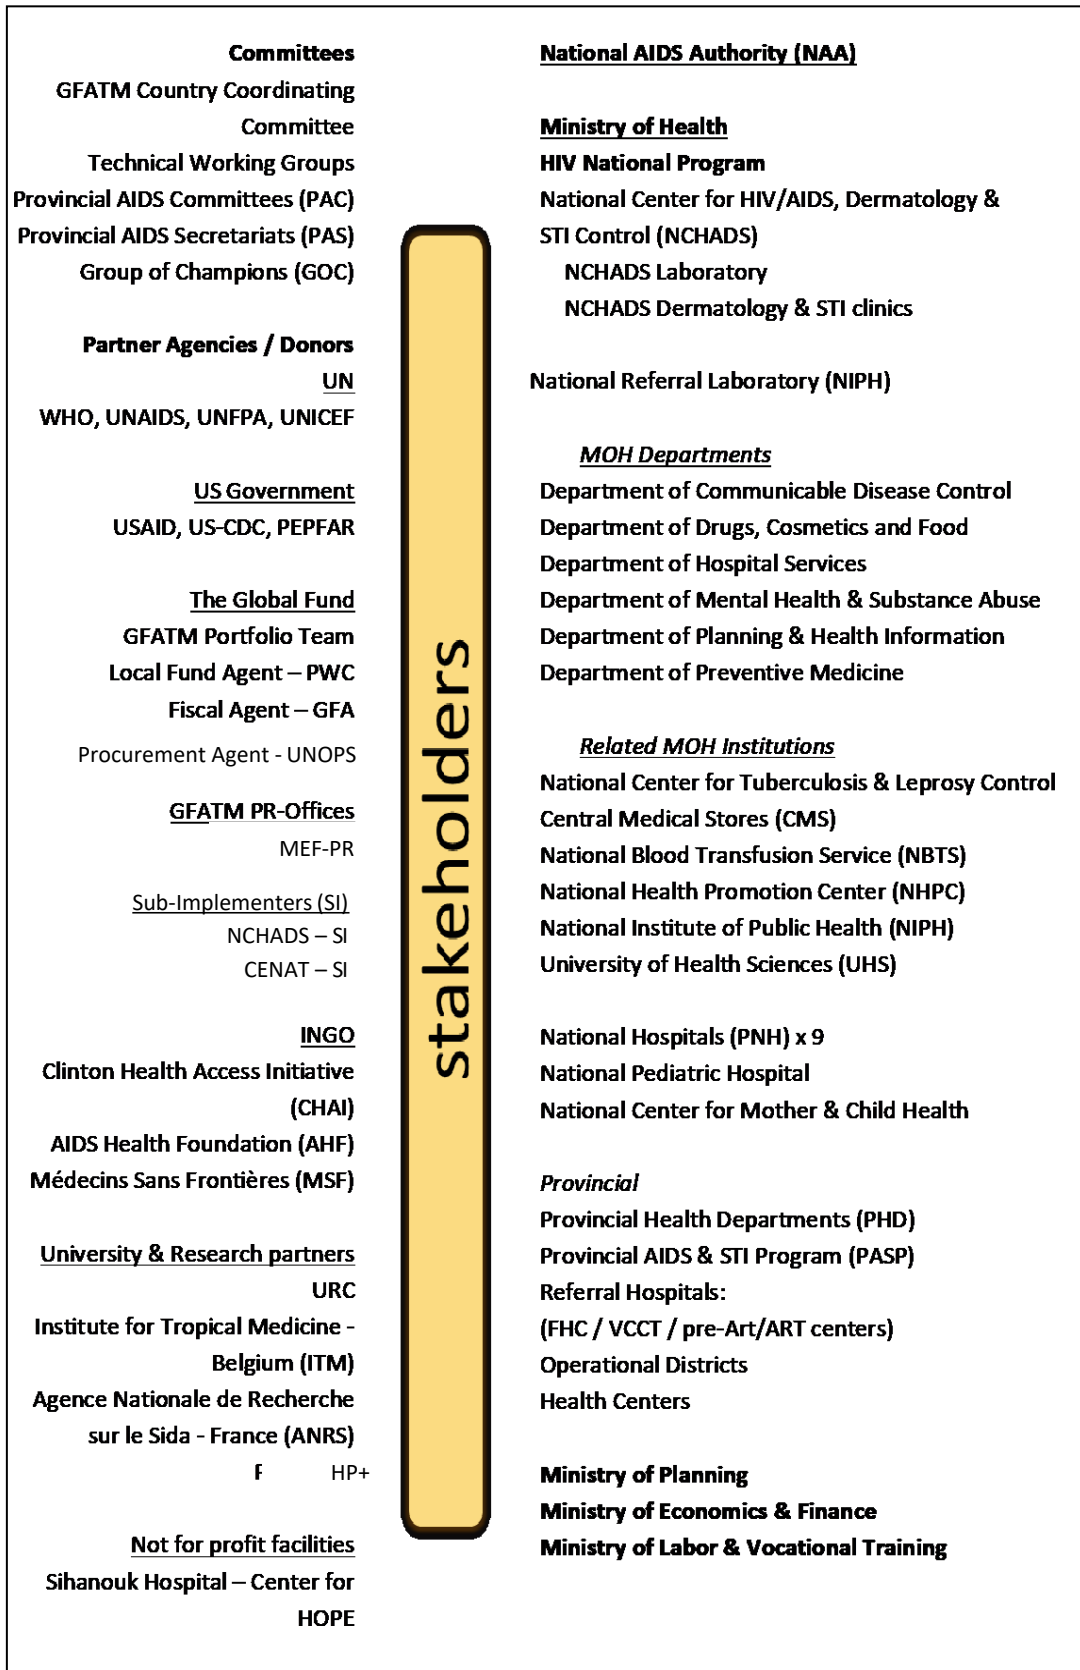 Committees
GFATM Country Coordinating
Committee
Technical Working Groups
Provincial AIDS Committees (PAC)
Provincial AIDS Secretariats (PAS)
Group of Champions (GOC)
Partner Agencies / Donors
UN
WHO, UNAIDS, UNFPA, UNICEF
US Government
USAID, US-CDC, PEPFAR
The Global Fund
GFATM Portfolio Team
Local Fund Agent – PWC
Fiscal Agent – GFA
Procurement Agent - UNOPS
GFATM PR-Offices
MEF-PR
Sub-Implementers (SI)
NCHADS – SI
CENAT – SI
INGO
Clinton Health Access Initiative
(CHAI)
AIDS Health Foundation (AHF)
Médecins Sans Frontières (MSF)
University & Research partners
URC
Institute for Tropical Medicine -
Belgium (ITM)
Agence Nationale de Recherche
sur le Sida - France (ANRS)
HP+
Not for profit facilities
Sihanouk Hospital – Center for
HOPE
stakeholders
National AIDS Authority (NAA)
Ministry of Health
HIV National Program
National Center for HIV/AIDS, Dermatology &
STI Control (NCHADS)
NCHADS Laboratory
NCHADS Dermatology & STI clinics
National Referral Laboratory (NIPH)
MOH Departments
Department of Communicable Disease Control
Department of Drugs, Cosmetics and Food
Department of Hospital Services
Department of Mental Health & Substance Abuse
Department of Planning & Health Information
Department of Preventive Medicine
Related MOH Institutions
National Center for Tuberculosis & Leprosy Control
Central Medical Stores (CMS)
National Blood Transfusion Service (NBTS)
National Health Promotion Center (NHPC)
National Institute of Public Health (NIPH)
University of Health Sciences (UHS)
National Hospitals (PNH) x 9
National Pediatric Hospital
National Center for Mother & Child Health
Provincial
Provincial Health Departments (PHD)
Provincial AIDS & STI Program (PASP)
Referral Hospitals:
(FHC / VCCT / pre-Art/ART centers)
Operational Districts
Health Centers
Ministry of Planning
Ministry of Economics & Finance
Ministry of Labor & Vocational Training